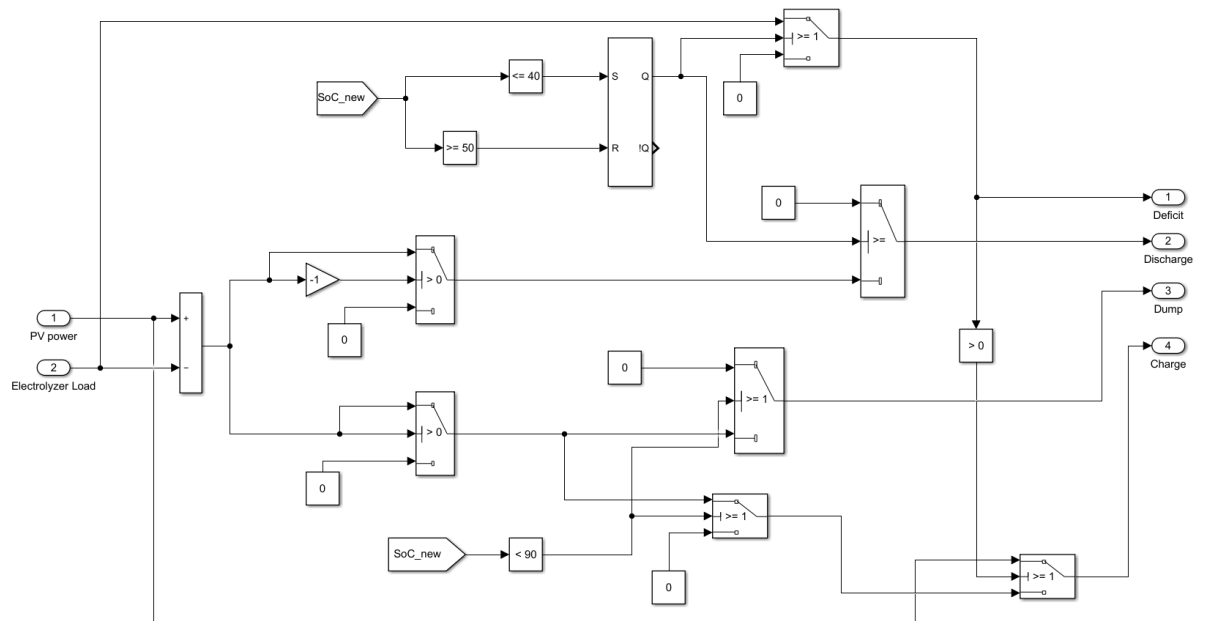 >= 1
<= 40
S
Q
SoC_new
0
>= 50
R
!Q
0
1
Deficit
>=
2
Discharge
-1
> 0
3
Dump
1
+
PV power
0
> 0
4
Charge
2
−
Electrolyzer Load
0
>= 1
> 0
0
>= 1
SoC_new
< 90
>= 1
0